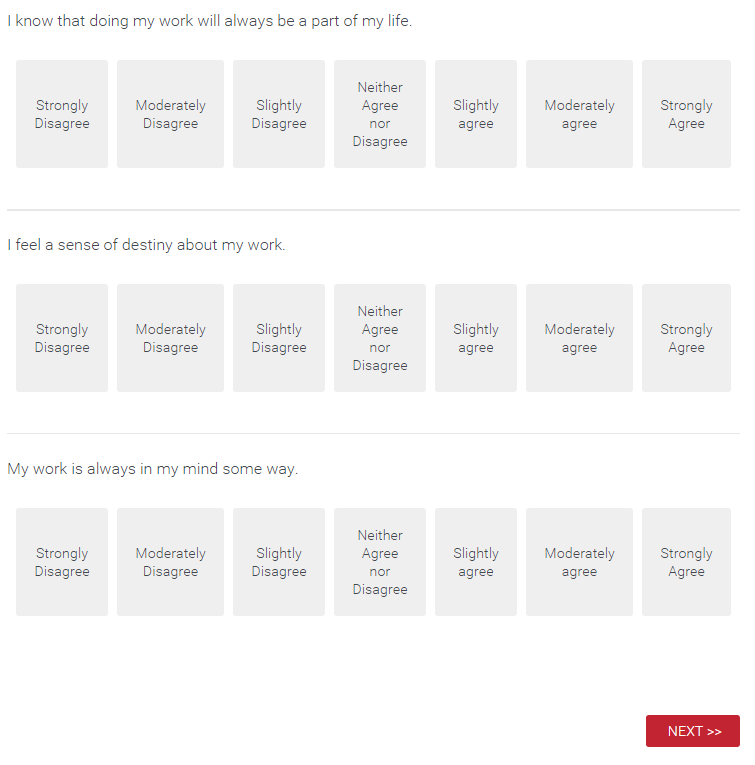 I know that doing my work will always be a part of my life.
Strongly Disagree
Moderately Disagree
Slightly Disagree
Neither Agree nor Disagree
Slightly agree
Moderately agree
Strongly Agree
I feel a sense of destiny about my work.
Strongly Disagree
Moderately Disagree
Slightly Disagree
Neither Agree nor Disagree
Slightly agree
Moderately agree
Strongly Agree
My work is always in my mind some way.
Strongly Disagree
Moderately Disagree
Slightly Disagree
Neither Agree nor Disagree
Slightly agree
Moderately agree
Strongly Agree
NEXT >>